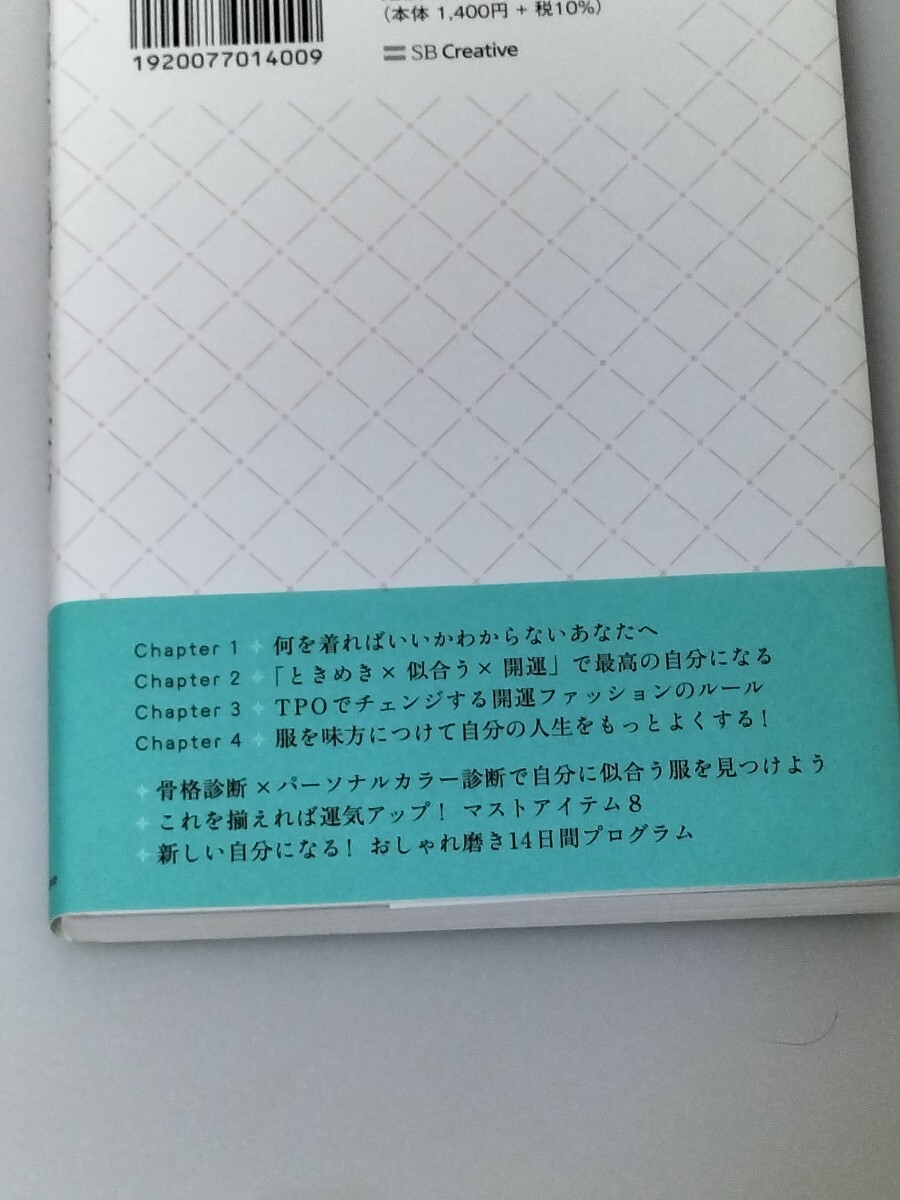 1920077014009
(本体 1,400円 + 税10%)
SB Creative
Chapter 1 何を着ればいいかわからないあなたへ
Chapter 2 「ときめき×似合う×開運」で最高の自分になる
Chapter 3 TPOでチェンジする開運ファッションのルール
Chapter 4 服を味方につけて自分の人生をもっとよくする!
骨格診断×パーソナルカラー診断で自分に似合う服を見つけよう
これを揃えれば運気アップ! マストアイテム8
新しい自分になる! おしゃれ磨き14日間プログラム